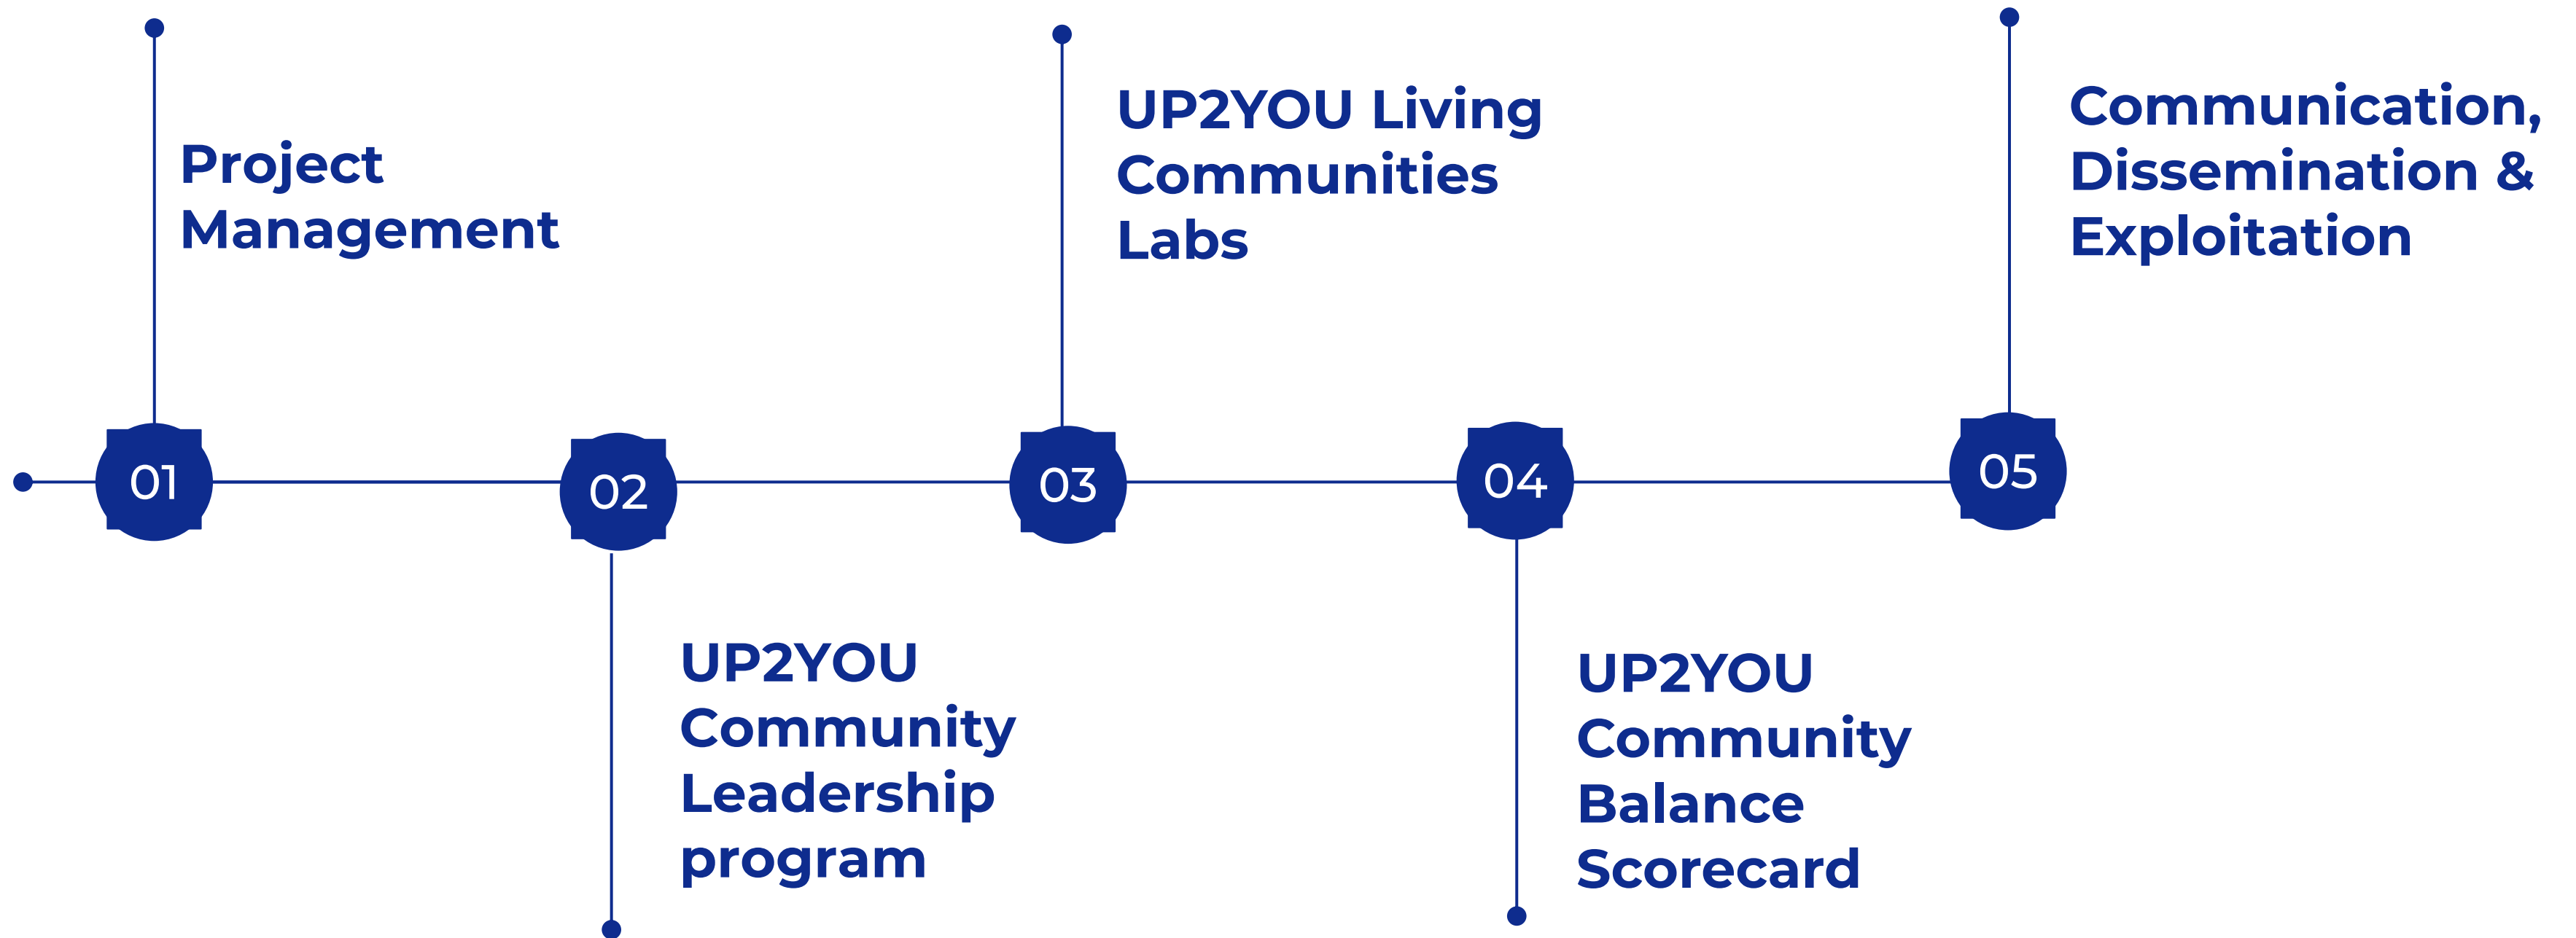 01
Project
Management
02
UP2YOU
Community
Leadership
program
03
UP2YOU Living
Communities
Labs
04
UP2YOU
Community
Balance
Scorecard
05
Communication,
Dissemination &
Exploitation